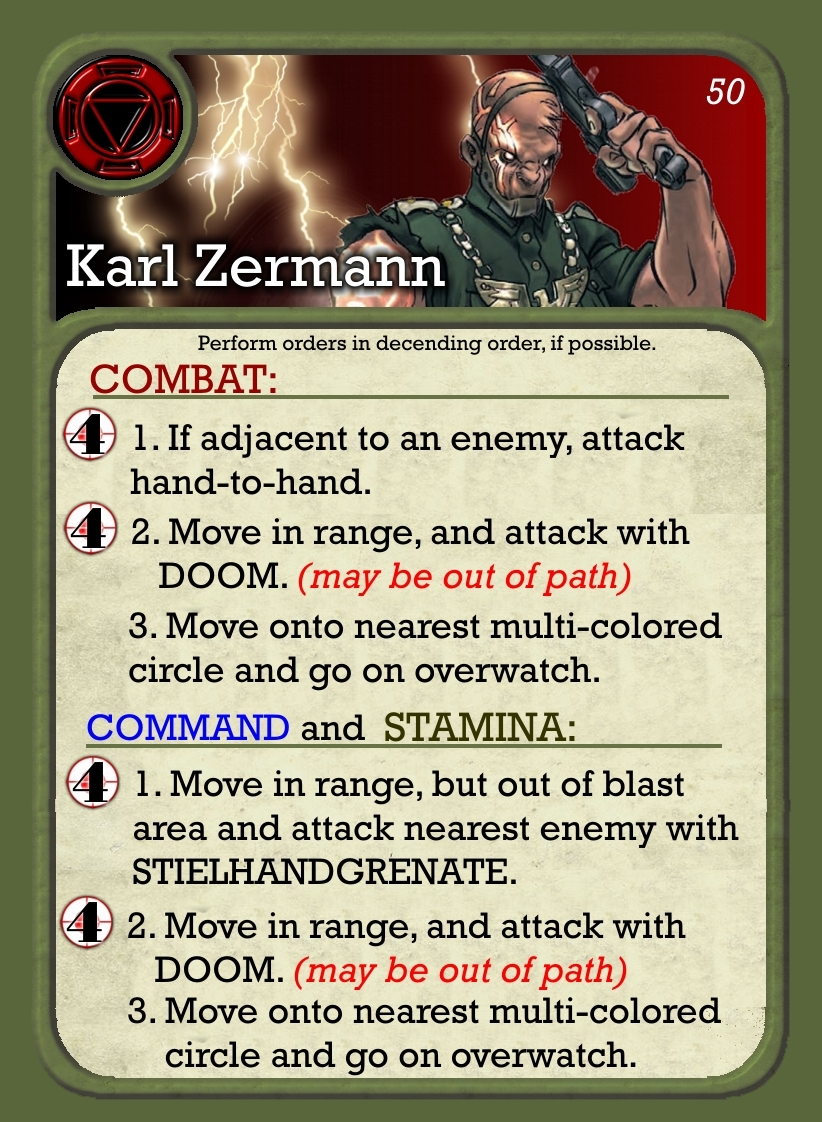 50
Karl Zermann
Perform orders in decending order, if possible.
COMBAT:
4 1. If adjacent to an enemy, attack
hand-to-hand.
4 2. Move in range, and attack with
DOOM. (may be out of path)
3. Move onto nearest multi-colored
circle and go on overwatch.
COMMAND and STAMINA:
4 1. Move in range, but out of blast
area and attack nearest enemy with
STIELHANDGRENATE.
4 2. Move in range, and attack with
DOOM. (may be out of path)
3. Move onto nearest multi-colored
circle and go on overwatch.